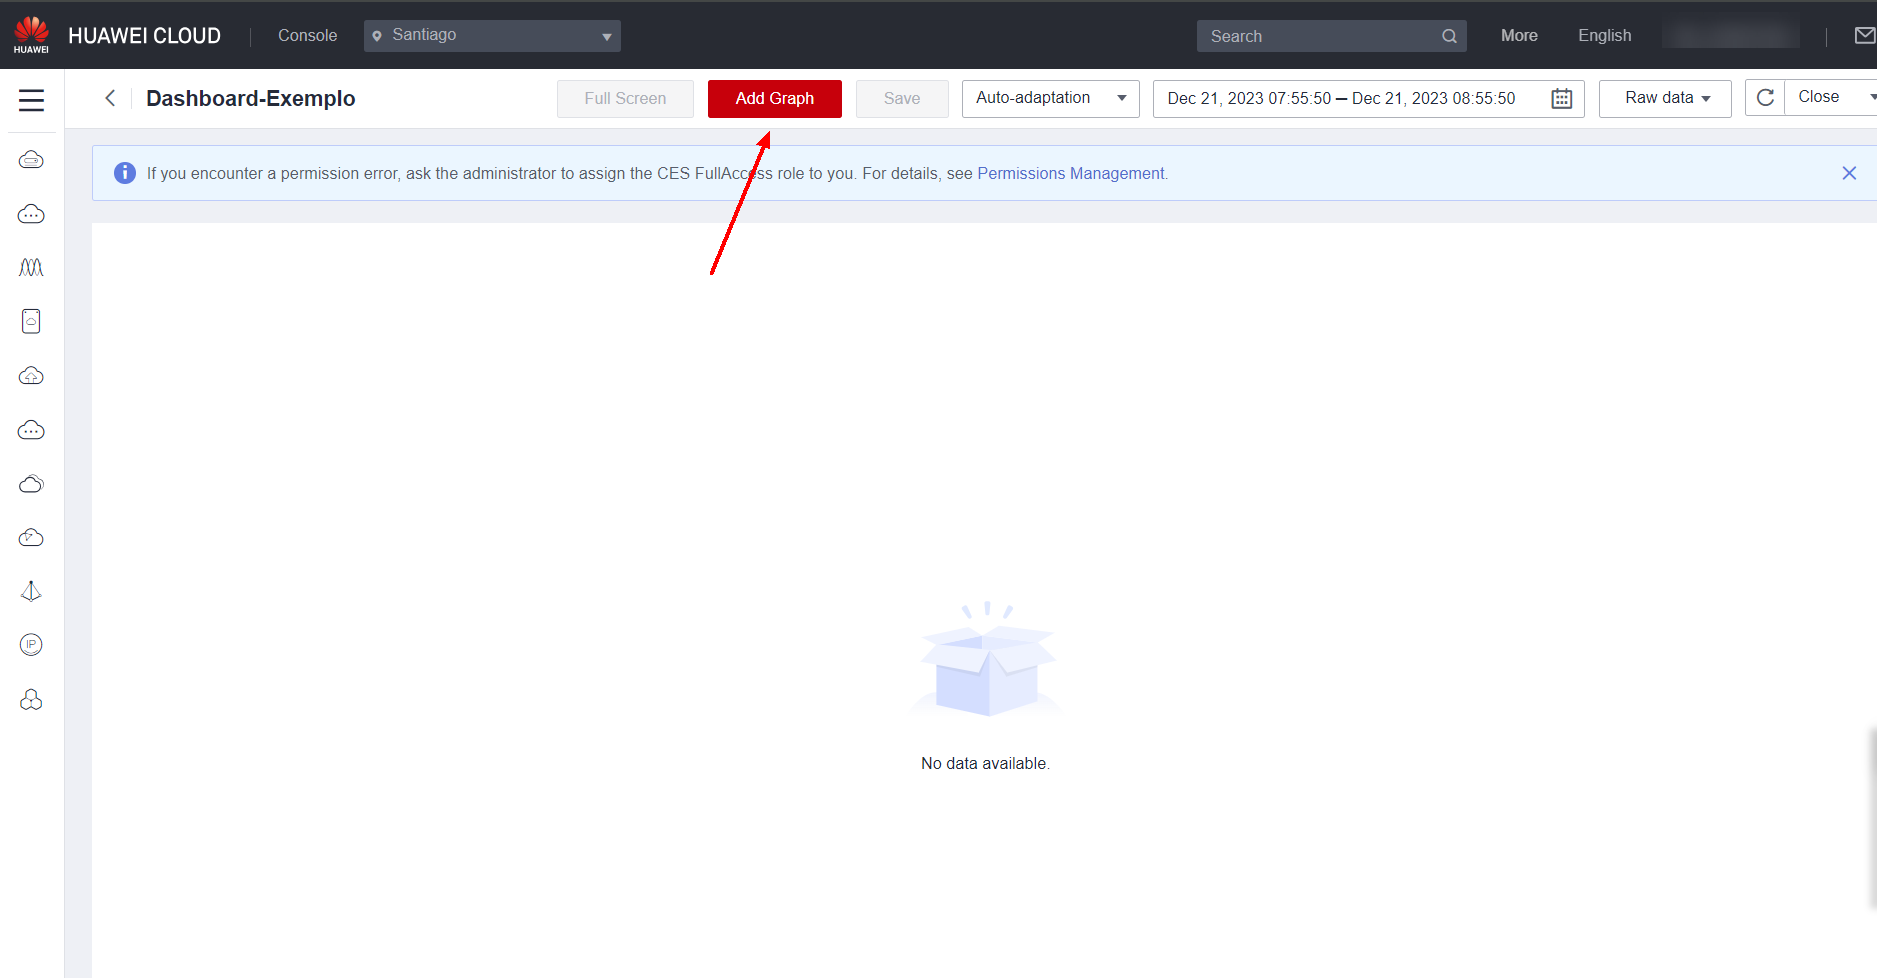 HUAWEI
HUAWEI CLOUD
Console
Santiago
Search
More
English
Dashboard-Exemplo
Full Screen
Add Graph
Save
Auto-adaptation
Dec 21, 2023 07:55:50 — Dec 21, 2023 08:55:50
Raw data
Close
If you encounter a permission error, ask the administrator to assign the CES FullAccess role to you. For details, see Permissions Management.
IP
No data available.